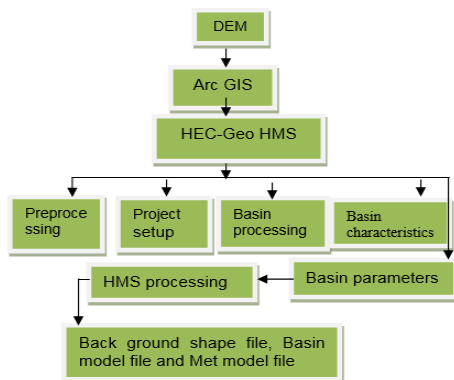 DEM
Arc GIS
HEC-Geo HMS
Preproce
ssing
Project
setup
Basin
processing
Basin
characteristics
HMS processing
Basin parameters
Back ground shape file, Basin
model file and Met model file